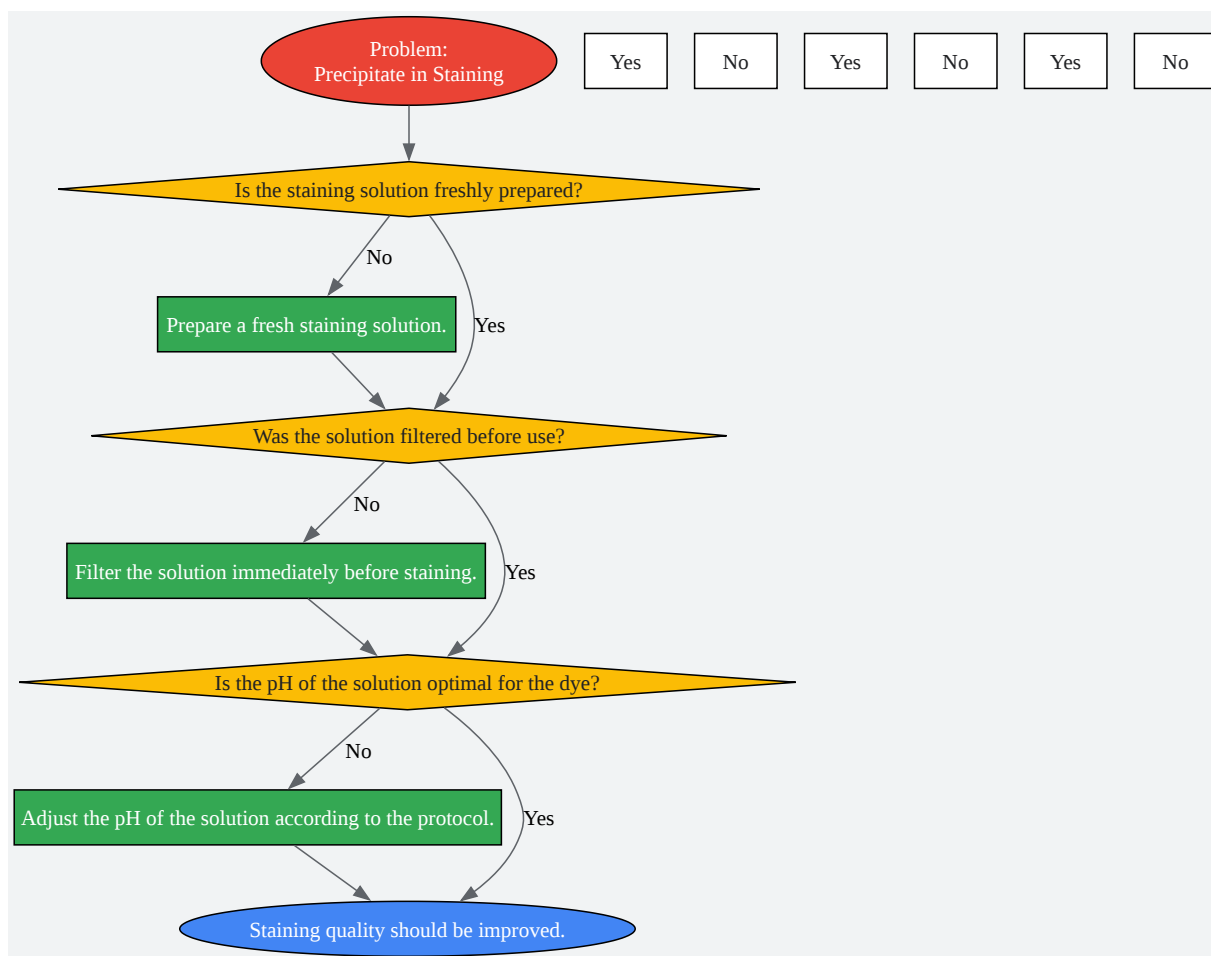 Problem:
Precipitate in Staining
Yes
No
Yes
No
Yes
No
Is the staining solution freshly prepared?
No
Prepare a fresh staining solution.
Yes
Was the solution filtered before use?
No
Filter the solution immediately before staining.
Yes
Is the pH of the solution optimal for the dye?
No
Adjust the pH of the solution according to the protocol.
Yes
Staining quality should be improved.